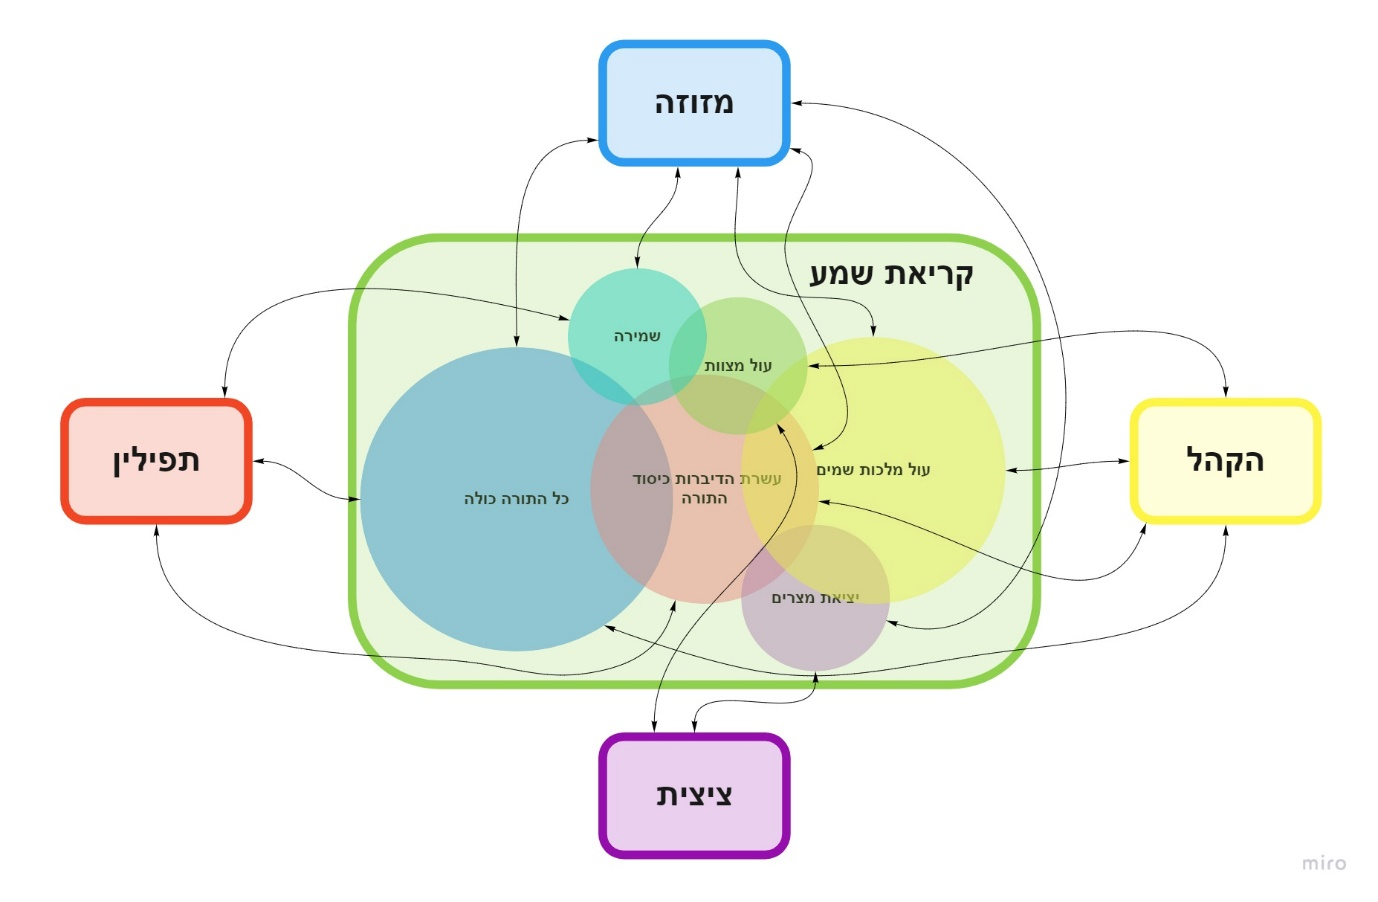 מזוזה
קריאת שמע
שמירה
עול מצוות
תפילין
הקהל
עול מלכות שמים
עשרת הדיברות כיסוד
התורה
כל התורה כולה
יציאת מצרים
ציצית
miro